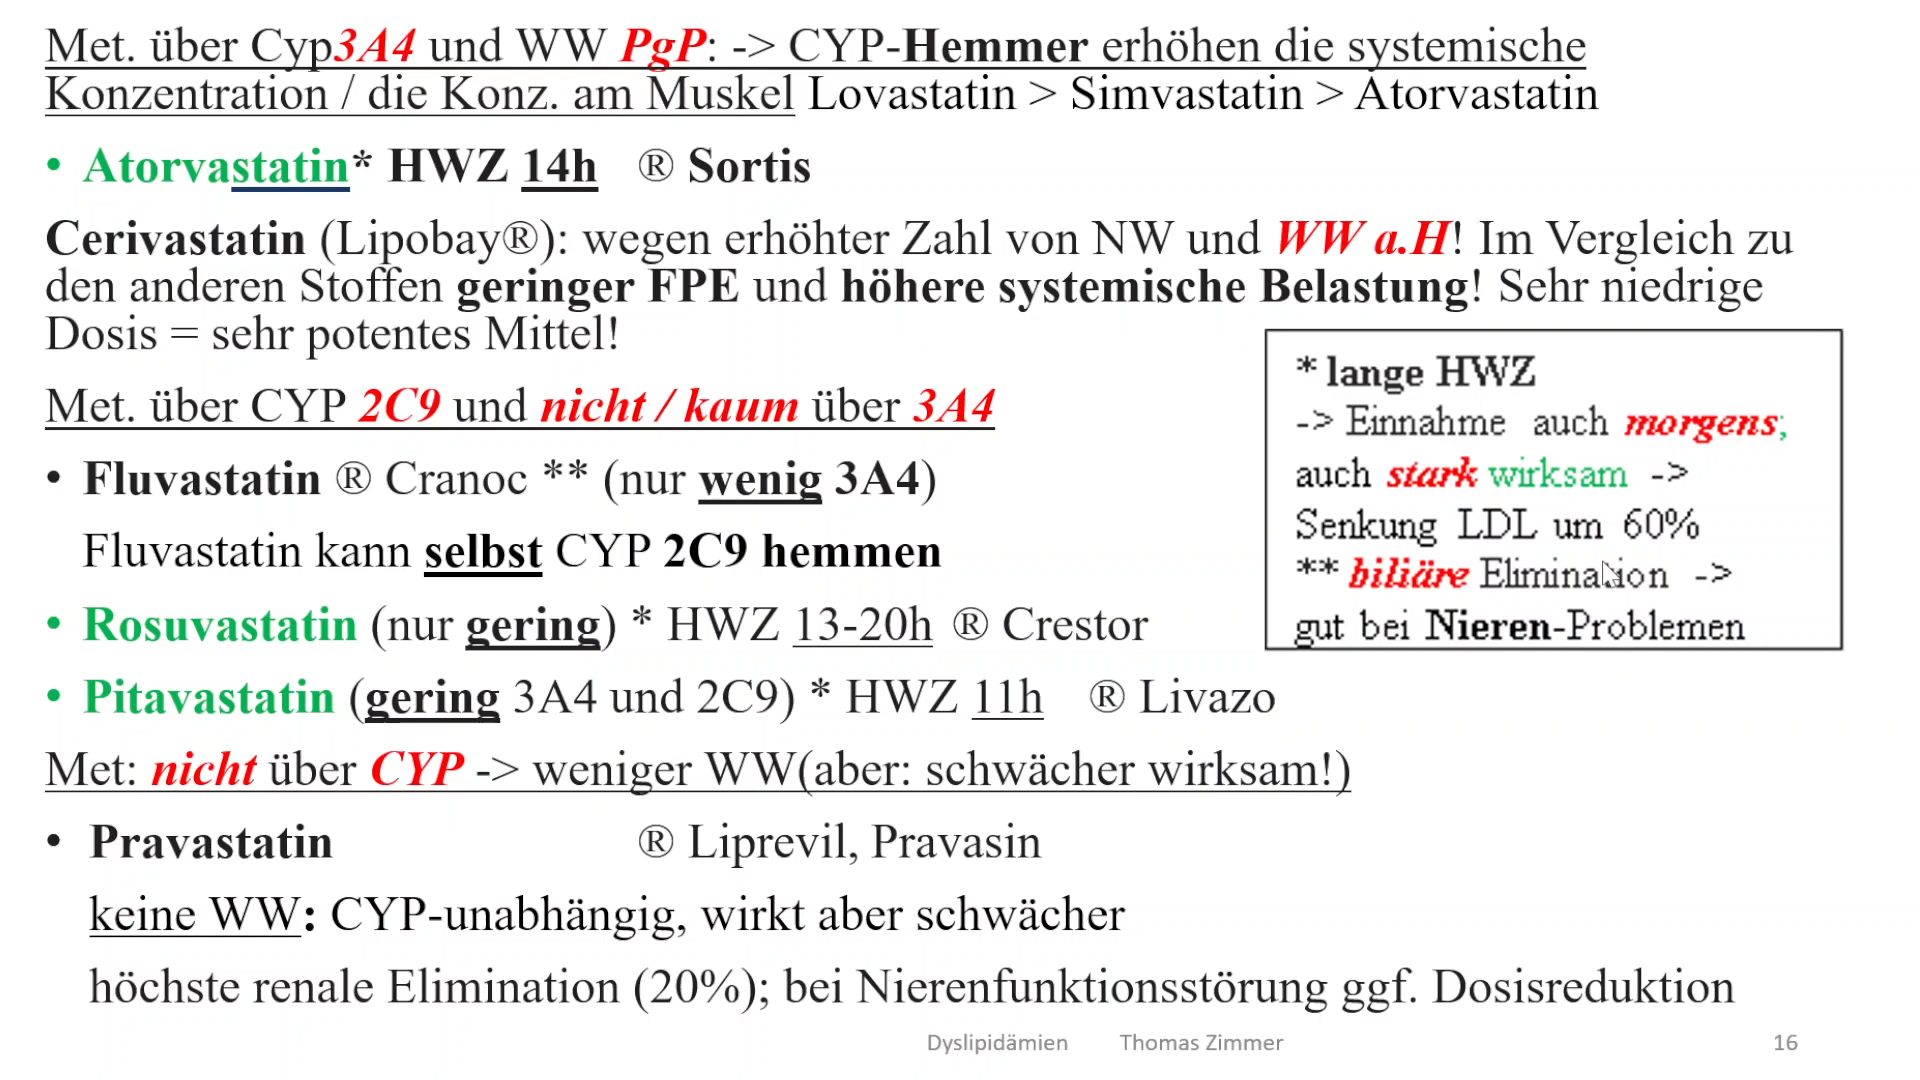 Met. über Cyp3A4 und WW PgP: -> CYP-Hemmer erhöhen die systemische
Konzentration / die Konz. am Muskel Lovastatin > Simvastatin > Atorvastatin
• Atorvastatin* HWZ 14h ® Sortis
Cerivastatin (Lipobay®): wegen erhöhter Zahl von NW und WW a.H! Im Vergleich zu
den anderen Stoffen geringer FPE und höhere systemische Belastung! Sehr niedrige
Dosis = sehr potentes Mittel!
Met. über CYP 2C9 und nicht / kaum über 3A4
• Fluvastatin ® Cranoc ** (nur wenig 3A4)
Fluvastatin kann selbst CYP 2C9 hemmen
• Rosuvastatin (nur gering) * HWZ 13-20h ® Crestor
• Pitavastatin (gering 3A4 und 2C9) * HWZ 11h ® Livazo
* lange HWZ
-> Einnahme auch morgens;
auch stark wirksam ->
Senkung LDL um 60%
** biliäre Elimination ->
gut bei Nieren-Problemen
Met: nicht über CYP -> weniger WW(aber: schwächer wirksam!)
• Pravastatin ® Liprevil, Pravasin
keine WW: CYP-unabhängig, wirkt aber schwächer
höchste renale Elimination (20%); bei Nierenfunktionsstörung ggf. Dosisreduktion
Dyslipidämien Thomas Zimmer 16